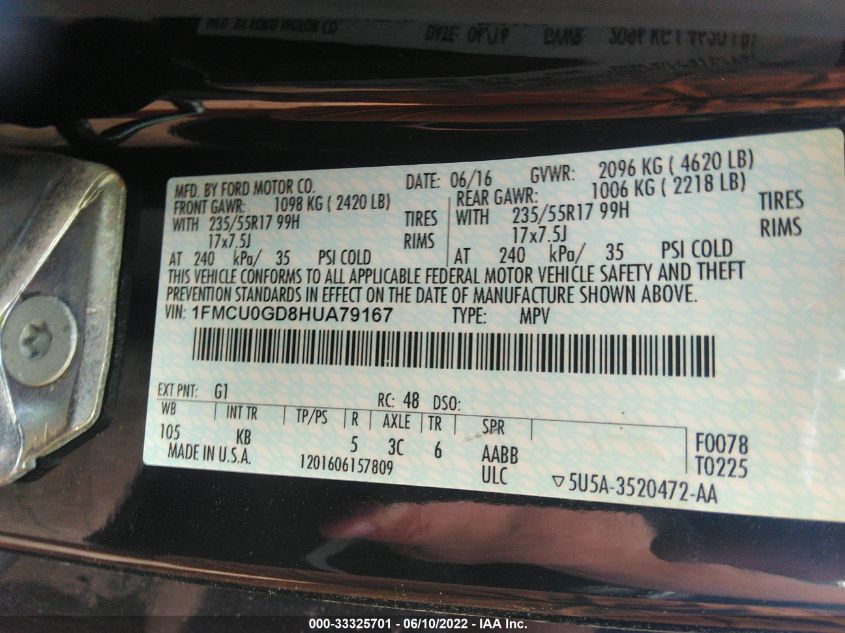 MFD. BY FORD MOTOR CO. DATE: 06/16 GVWR: 2096 KG ( 4620 LB)
FRONT GAWR: 1098 KG ( 2420 LB) REAR GAWR: 1006 KG ( 2218 LB)
WITH 235/55R17 99H TIRES WITH 235/55R17 99H TIRES
17x7.5J RIMS 17x7.5J RIMS
AT 240 kPa/ 35 PSI COLD AT 240 kPa/ 35 PSI COLD
THIS VEHICLE CONFORMS TO ALL APPLICABLE FEDERAL MOTOR VEHICLE SAFETY AND THEFT
PREVENTION STANDARDS IN EFFECT ON THE DATE OF MANUFACTURE SHOWN ABOVE.
VIN: 1FMCU0GD8HUA79167 TYPE: MPV
EXT PNT: G1 RC: 48 DSO:
WB INT TR TP/PS R AXLE TR SPR
105 KB 5 3C 6 AABB F0078
MADE IN U.S.A. 1201606157809 ULC T0225
▽5U5A-3520472-AA
000-33325701 - 06/10/2022 - IAA Inc.